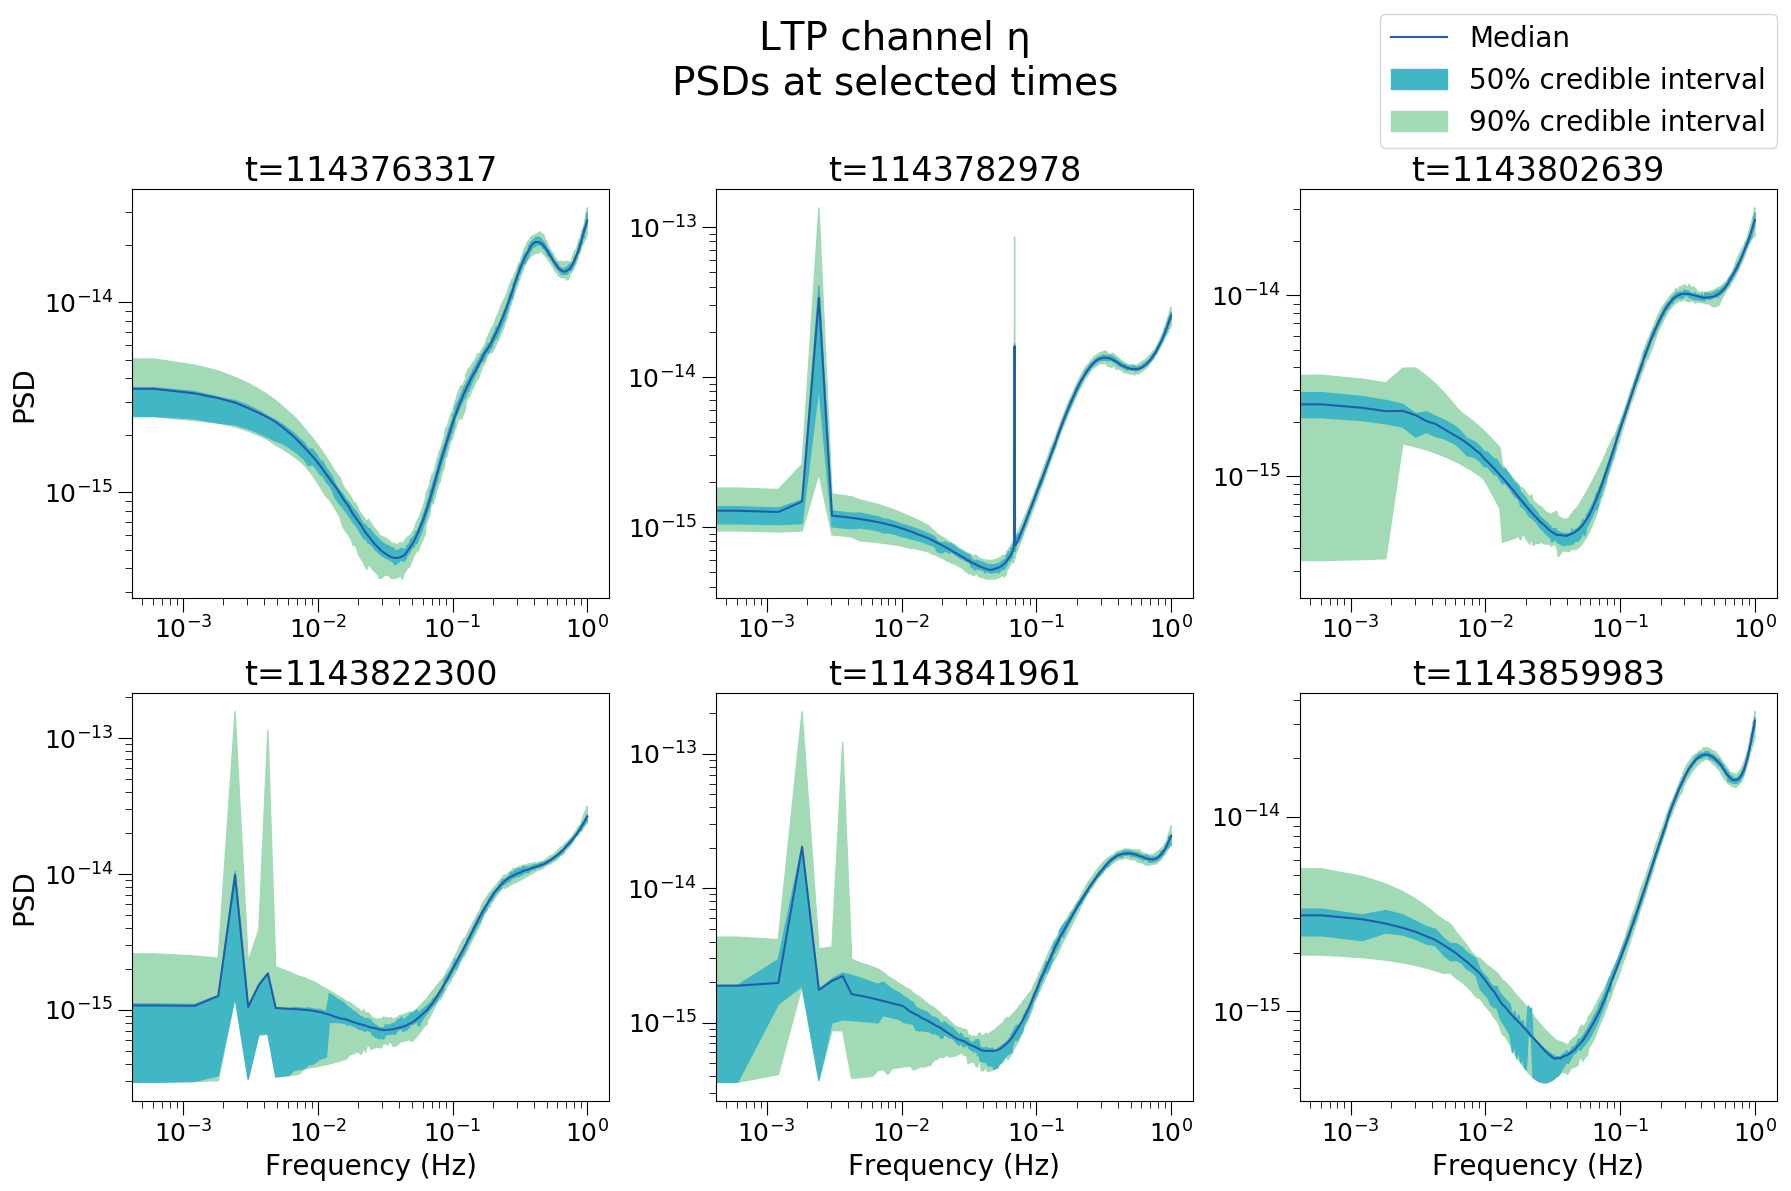 LTP channel η
PSDs at selected times
Median
50% credible interval
90% credible interval
t=1143763317
t=1143782978
t=1143802639
PSD
10⁻¹⁴
10⁻¹⁵
10⁻³ 10⁻² 10⁻¹ 10⁰
10⁻¹³
10⁻¹⁴
10⁻¹⁵
10⁻³ 10⁻² 10⁻¹ 10⁰
10⁻¹⁴
10⁻¹⁵
10⁻³ 10⁻² 10⁻¹ 10⁰
t=1143822300
t=1143841961
t=1143859983
PSD
10⁻¹³
10⁻¹⁴
10⁻¹⁵
10⁻³ 10⁻² 10⁻¹ 10⁰
Frequency (Hz)
10⁻¹³
10⁻¹⁴
10⁻¹⁵
10⁻³ 10⁻² 10⁻¹ 10⁰
Frequency (Hz)
10⁻¹⁴
10⁻¹⁵
10⁻³ 10⁻² 10⁻¹ 10⁰
Frequency (Hz)